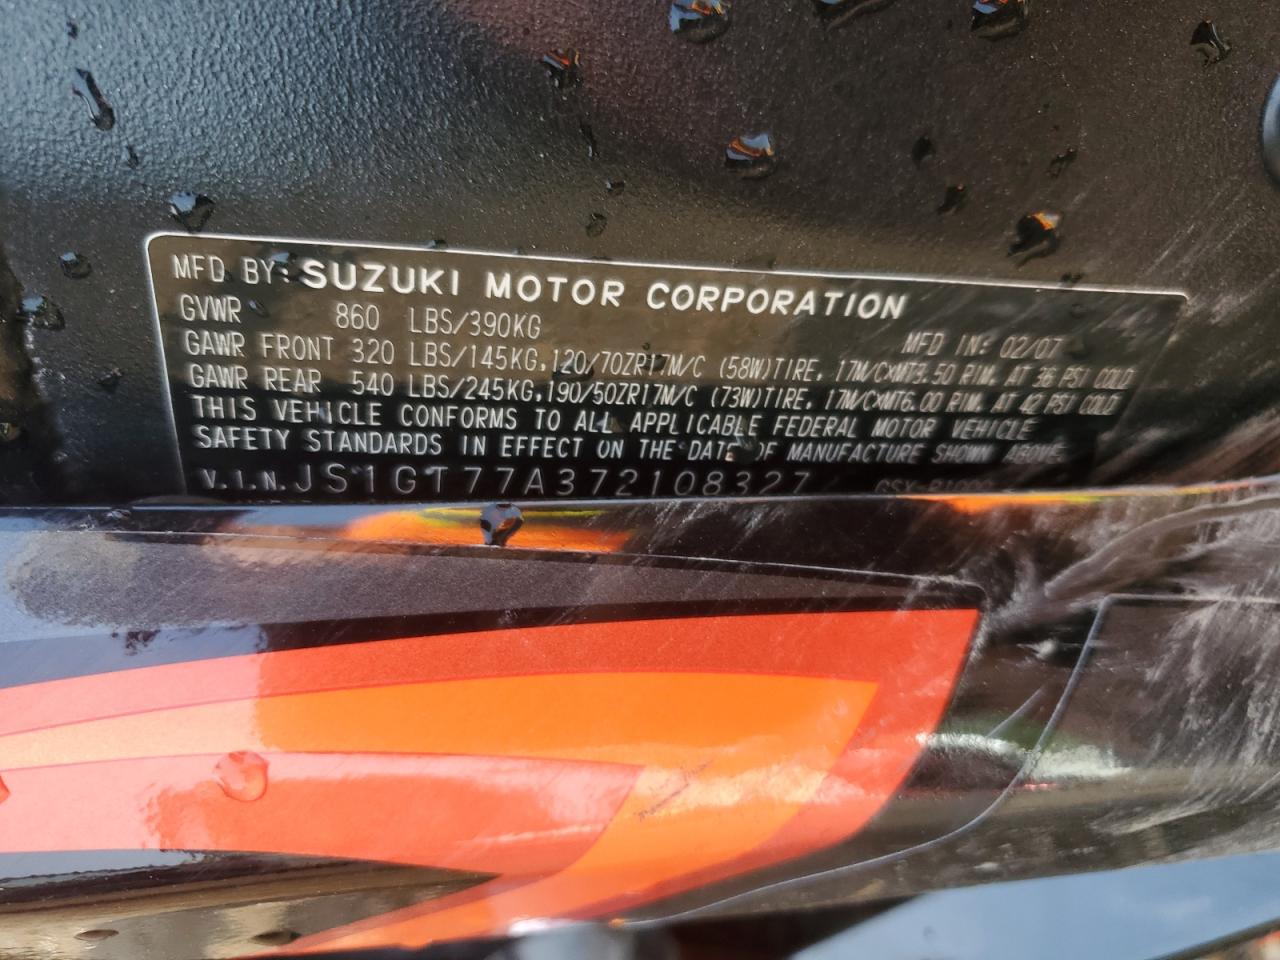 MFD BY: SUZUKI MOTOR CORPORATION
GVWR 860 LBS/390KG MFD IN: 02/07
GAWR FRONT 320 LBS/145KG, 120/70ZR17M/C (58W)TIRE, 17M/CXMT3.50 RIM, AT 36 PSI COLD
GAWR REAR 540 LBS/245KG, 190/50ZR17M/C (73W)TIRE, 17M/CXMT6.00 RIM, AT 42 PSI COLD
THIS VEHICLE CONFORMS TO ALL APPLICABLE FEDERAL MOTOR VEHICLE
SAFETY STANDARDS IN EFFECT ON THE DATE OF MANUFACTURE SHOWN ABOVE
V.I.N. JS1GT77A372108327 GSX-R1000